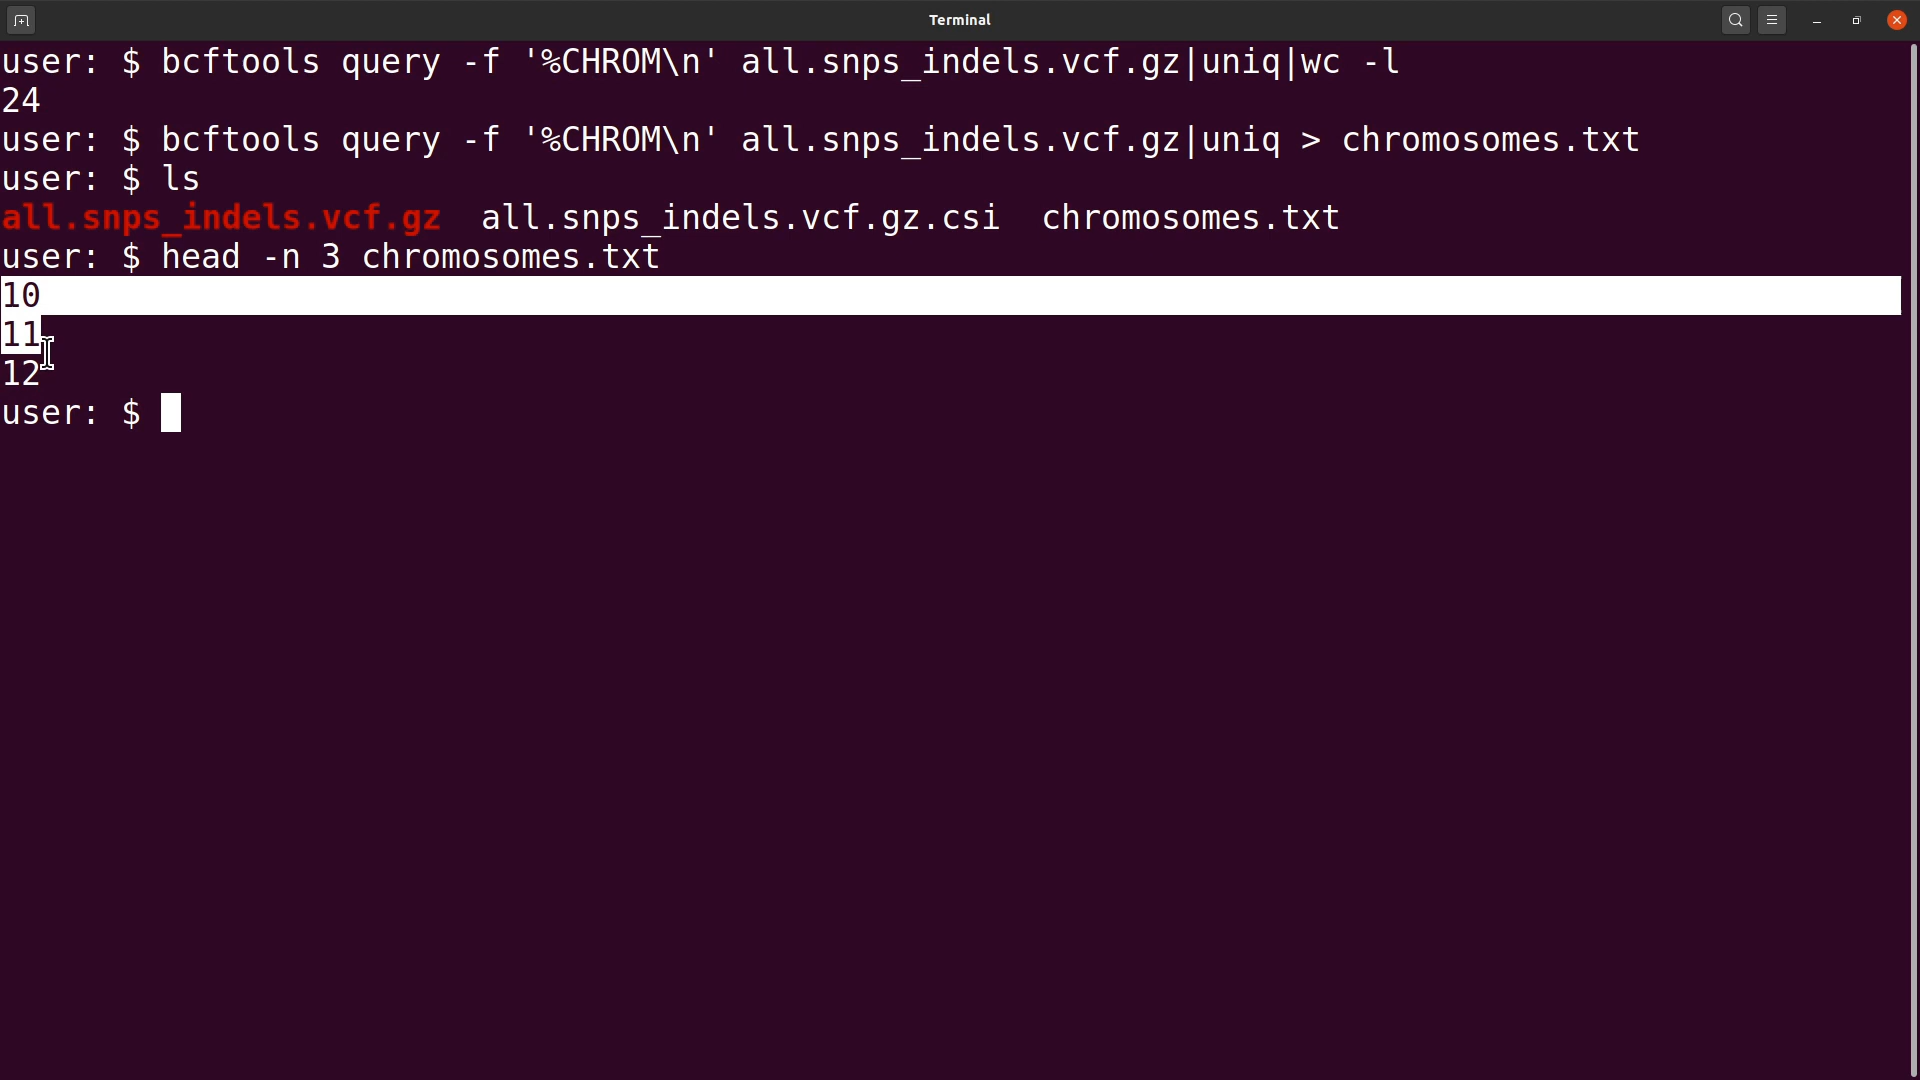 Terminal
user: $ bcftools query -f '%CHROM\n' all.snps_indels.vcf.gz|uniq|wc -l
24
user: $ bcftools query -f '%CHROM\n' all.snps_indels.vcf.gz|uniq > chromosomes.txt
user: $ ls
all.snps_indels.vcf.gz  all.snps_indels.vcf.gz.csi  chromosomes.txt
user: $ head -n 3 chromosomes.txt
10
11
12
user: $